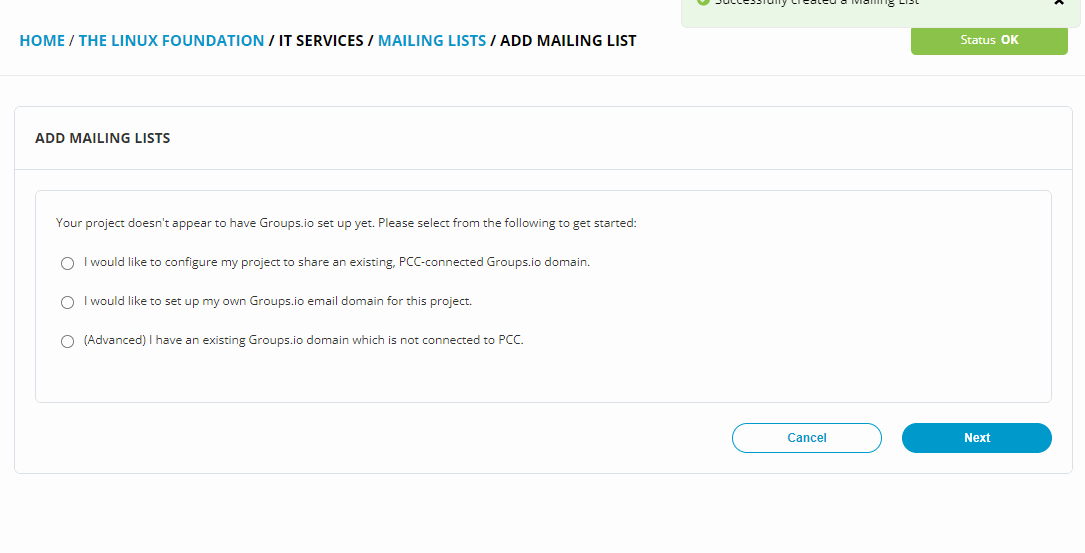 Successfully created a Mailing List
HOME / THE LINUX FOUNDATION / IT SERVICES / MAILING LISTS / ADD MAILING LIST
Status OK
ADD MAILING LISTS
Your project doesn't appear to have Groups.io set up yet. Please select from the following to get started:
I would like to configure my project to share an existing, PCC-connected Groups.io domain.
I would like to set up my own Groups.io email domain for this project.
(Advanced) I have an existing Groups.io domain which is not connected to PCC.
Cancel
Next